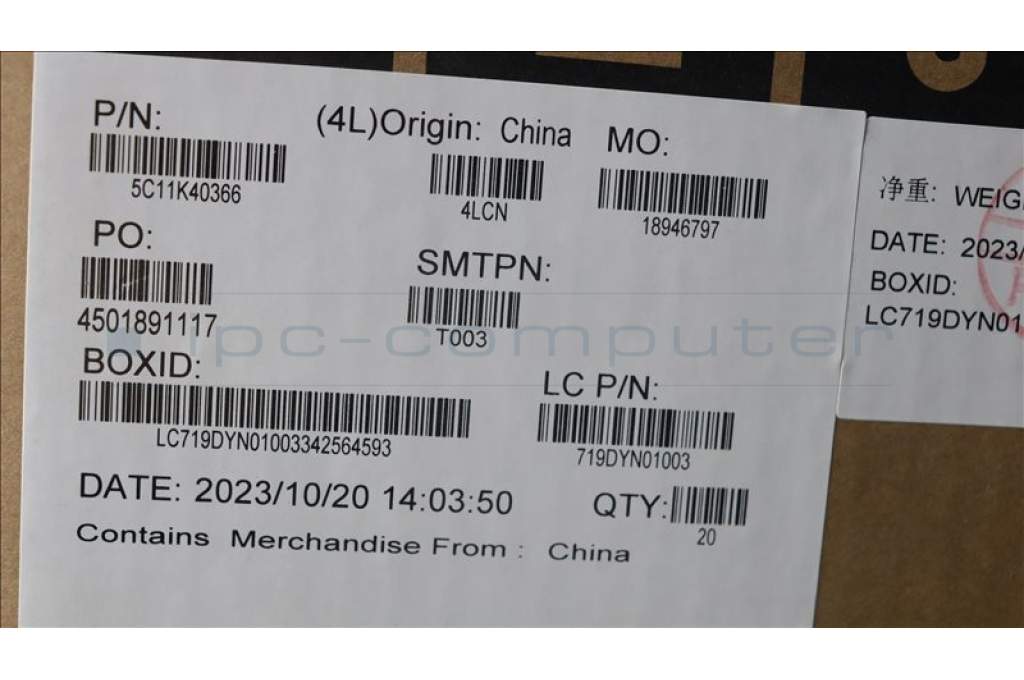 P/N:
5C11K40366
(4L)Origin: China
4LCN
MO:
18946797
PO:
4501891117
SMTPN:
T003
BOXID:
LC719DYN01003342564593
LC P/N:
719DYN01003
DATE: 2023/10/20 14:03:50
QTY:
20
Contains Merchandise From : China
净重: WEIG
DATE: 2023/
BOXID:
LC719DYN01
ipc-computer